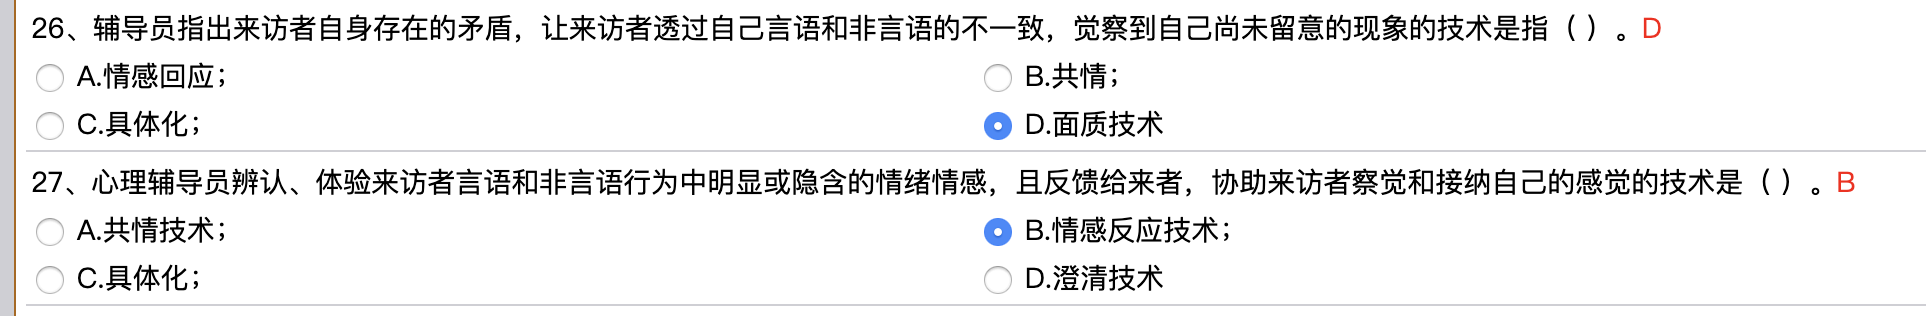 26、辅导员指出来访者自身存在的矛盾，让来访者透过自己言语和非言语的不一致，觉察到自己尚未留意的现象的技术是指（ ）。D
A.情感回应； B.共情；
C.具体化； D.面质技术
27、心理辅导员辨认、体验来访者言语和非言语行为中明显或隐含的情绪情感，且反馈给来者，协助来访者察觉和接纳自己的感觉的技术是（ ）。B
A.共情技术； B.情感反应技术；
C.具体化； D.澄清技术